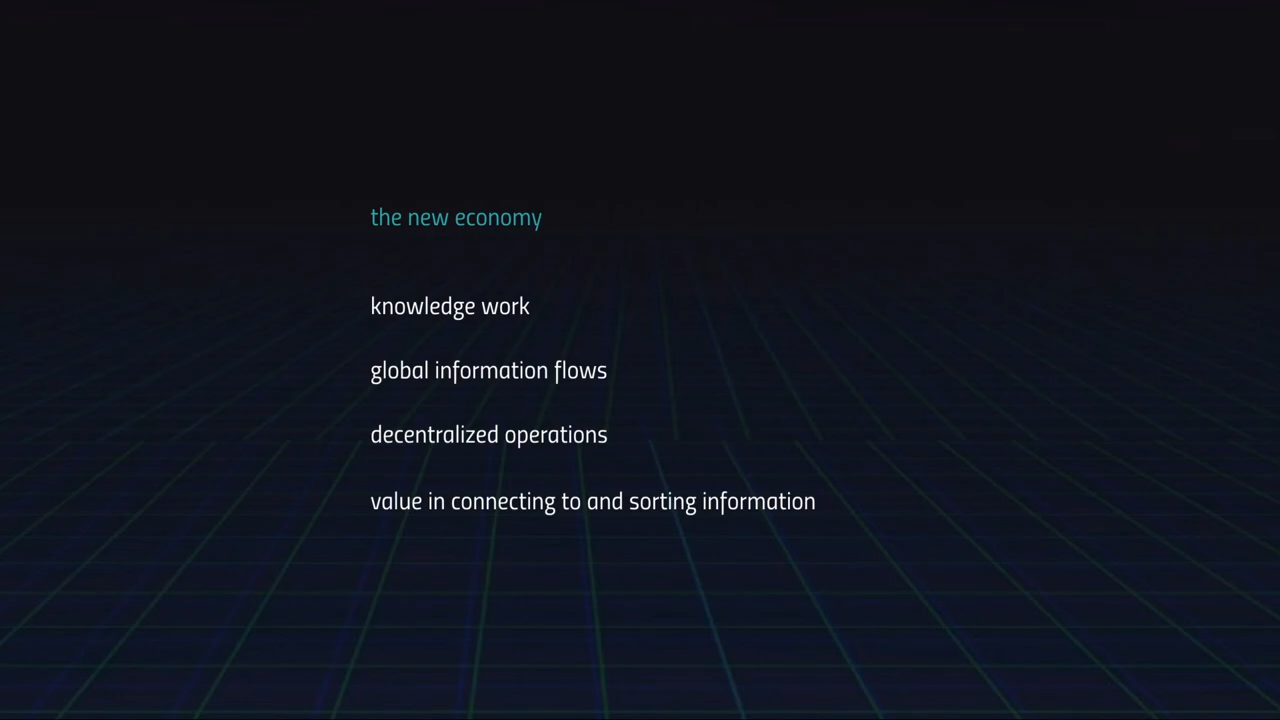 the new economy
knowledge work
global information flows
decentralized operations
value in connecting to and sorting information